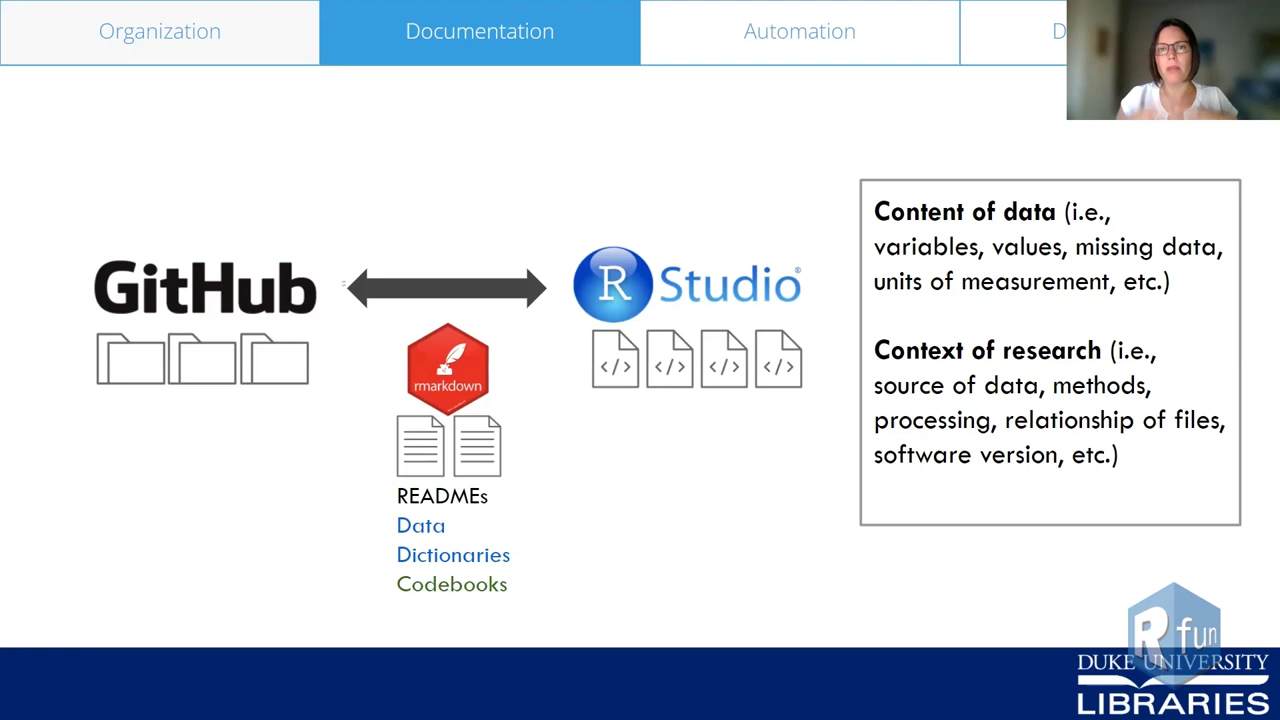 Organization
Documentation
Automation
D
GitHub
R Studio®
rmarkdown
READMEs
Data
Dictionaries
Codebooks
Content of data (i.e.,
variables, values, missing data,
units of measurement, etc.)
Context of research (i.e.,
source of data, methods,
processing, relationship of files,
software version, etc.)
R fun
DUKE UNIVERSITY
LIBRARIES